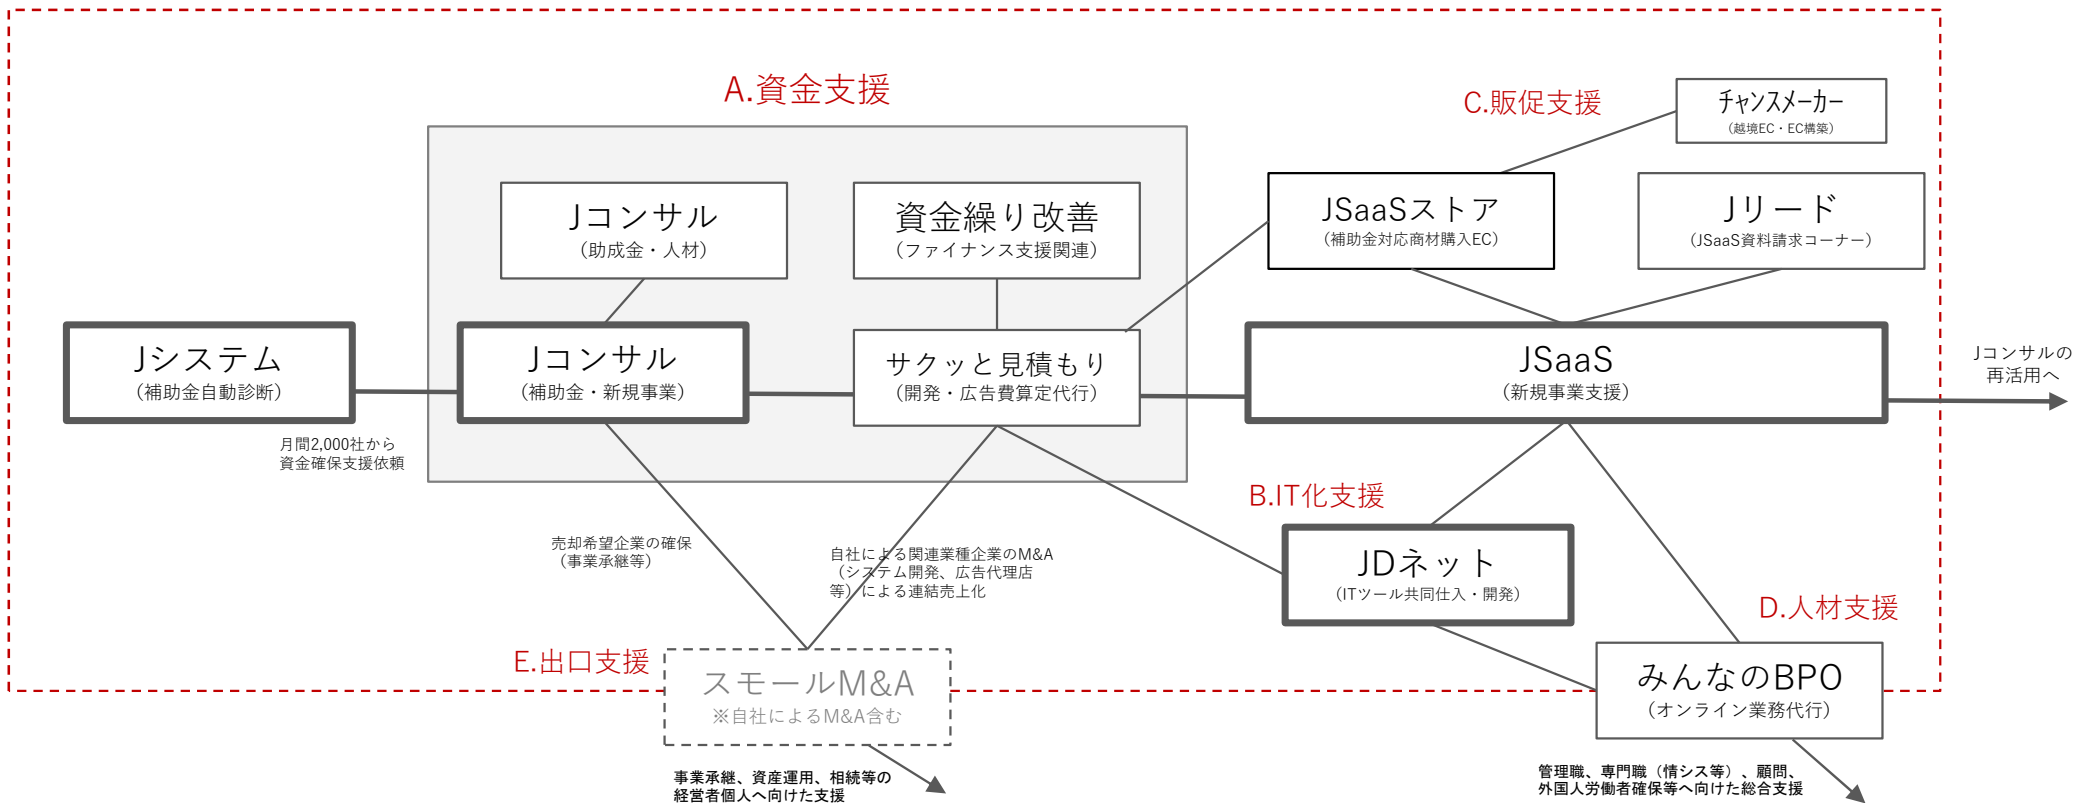 A.資金支援
C.販促支援
チャンスメーカー
（越境EC・EC構築）
Jコンサル
（助成金・人材）
資金繰り改善
（ファイナンス支援関連）
JSaaSストア
（補助金対応商材購入EC）
Jリード
（JSaaS資料請求コーナー）
Jシステム
（補助金自動診断）
Jコンサル
（補助金・新規事業）
サクッと見積もり
（開発・広告費算定代行）
JSaaS
（新規事業支援）
Jコンサルの
再活用へ
月間2,000社から
資金確保支援依頼
B.IT化支援
売却希望企業の確保
（事業承継等）
自社による関連業種企業のM&A
（システム開発、広告代理店
等）による連結売上化
JDネット
（ITツール共同仕入・開発）
D.人材支援
E.出口支援
スモールM&A
※自社によるM&A含む
みんなのBPO
（オンライン業務代行）
事業承継、資産運用、相続等の
経営者個人へ向けた支援
管理職、専門職（情シス等）、顧問、
外国人労働者確保等へ向けた総合支援